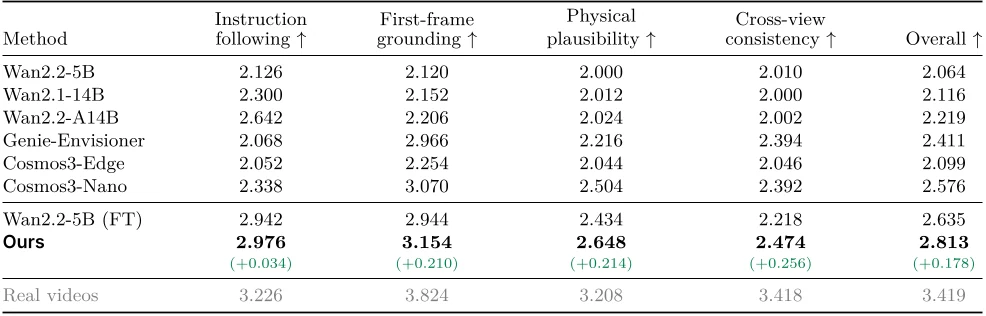 Method Instruction following ↑ First-frame grounding ↑ Physical plausibility ↑ Cross-view consistency ↑ Overall ↑
Wan2.2-5B 2.126 2.120 2.000 2.010 2.064
Wan2.1-14B 2.300 2.152 2.012 2.000 2.116
Wan2.2-A14B 2.642 2.206 2.024 2.002 2.219
Genie-Envisioner 2.068 2.966 2.216 2.394 2.411
Cosmos3-Edge 2.052 2.254 2.044 2.046 2.099
Cosmos3-Nano 2.338 3.070 2.504 2.392 2.576
Wan2.2-5B (FT) 2.942 2.944 2.434 2.218 2.635
Ours 2.976 3.154 2.648 2.474 2.813
(+0.034) (+0.210) (+0.214) (+0.256) (+0.178)
Real videos 3.226 3.824 3.208 3.418 3.419